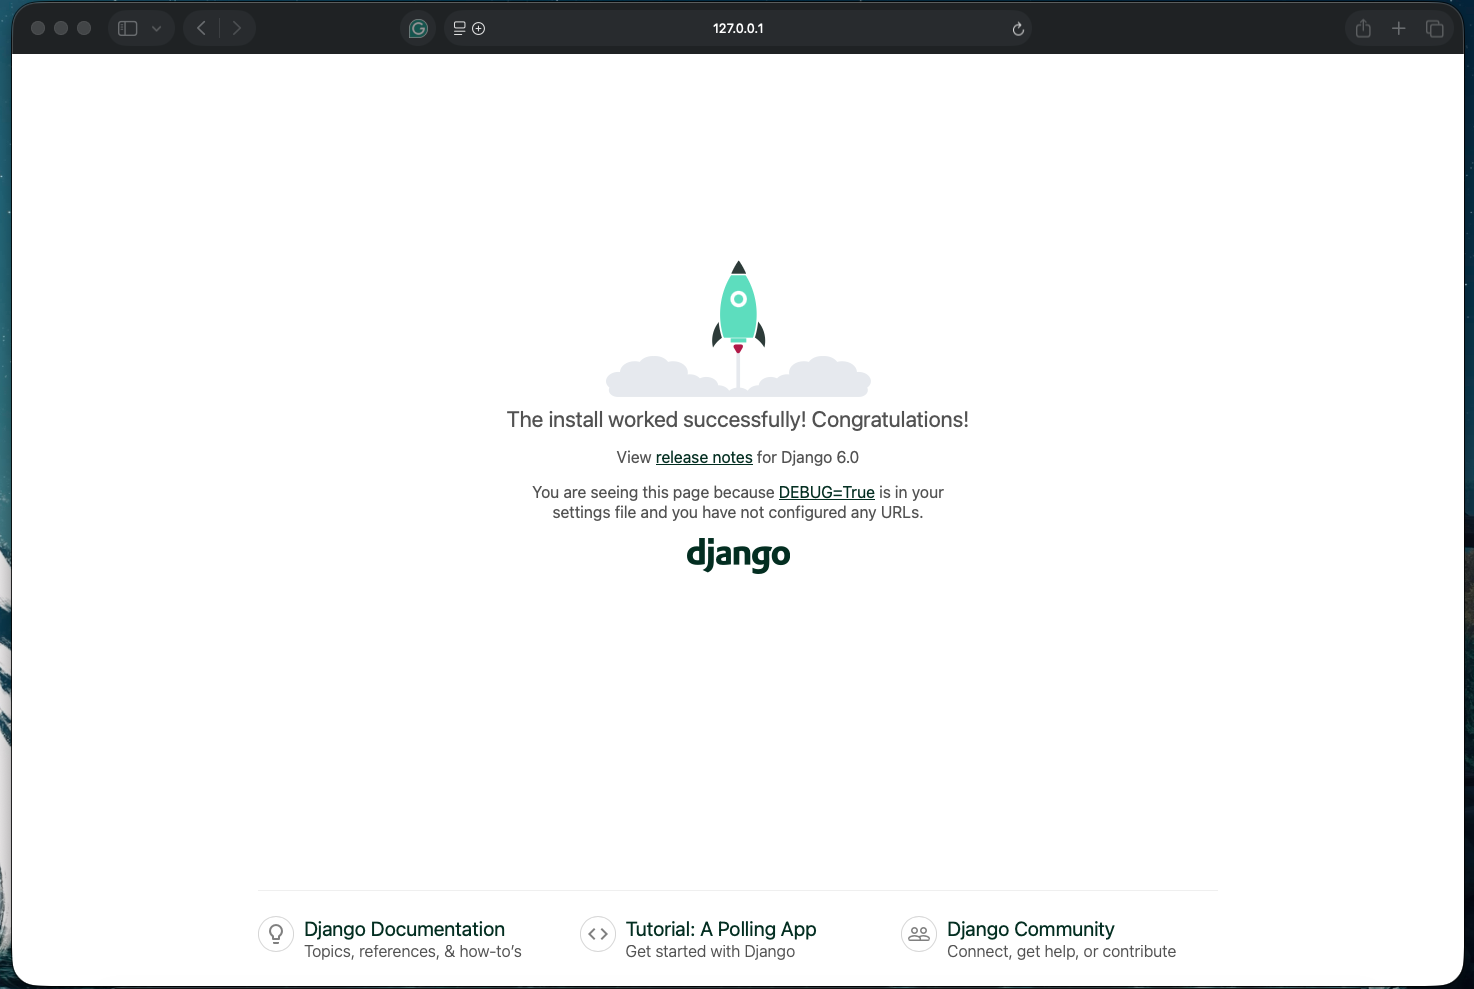 127.0.0.1
The install worked successfully! Congratulations!
View release notes for Django 6.0
You are seeing this page because DEBUG=True is in your
settings file and you have not configured any URLs.
django
Django Documentation
Topics, references, & how-to’s
Tutorial: A Polling App
Get started with Django
Django Community
Connect, get help, or contribute